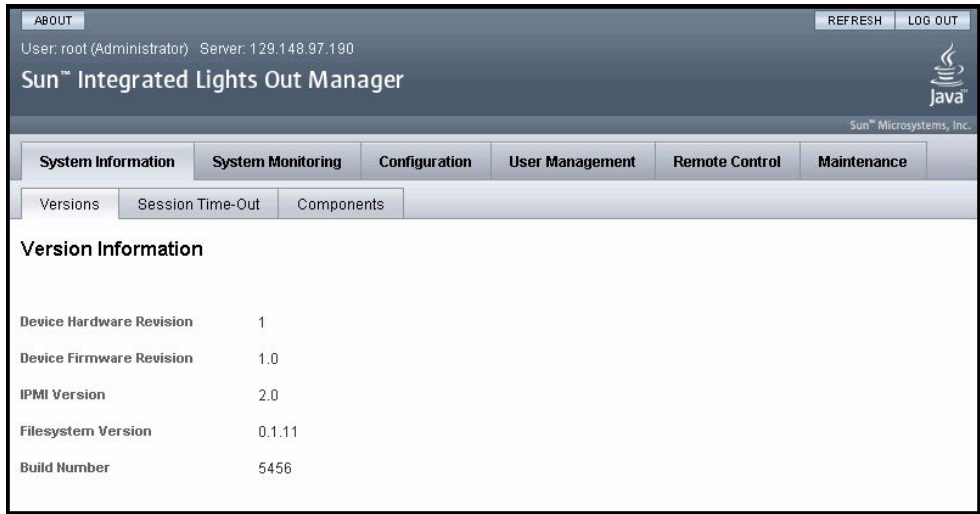 ABOUT REFRESH LOG OUT
User: root (Administrator) Server: 129.148.97.190
Sun™ Integrated Lights Out Manager
Java™
Sun™ Microsystems, Inc.
System Information System Monitoring Configuration User Management Remote Control Maintenance
Versions Session Time-Out Components
Version Information
Device Hardware Revision 1
Device Firmware Revision 1.0
IPMI Version 2.0
Filesystem Version 0.1.11
Build Number 5456